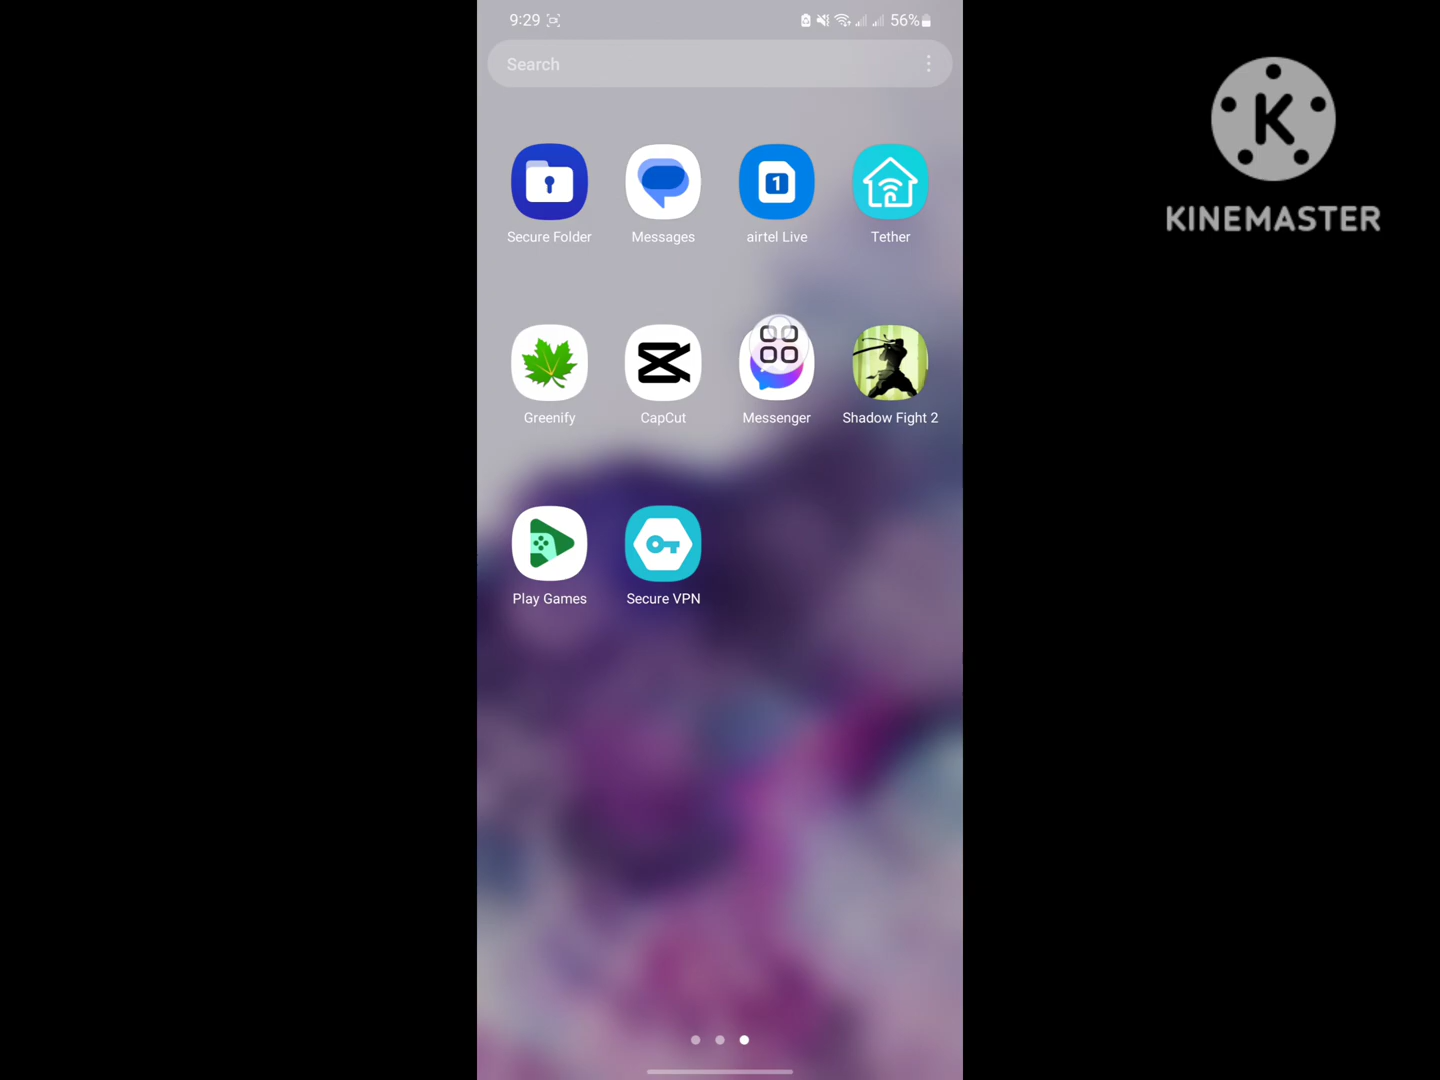 9:29
56%
Search
K
KINEMASTER
Secure Folder
Messages
1
airtel Live
Tether
Greenify
CapCut
Messenger
Shadow Fight 2
Play Games
Secure VPN